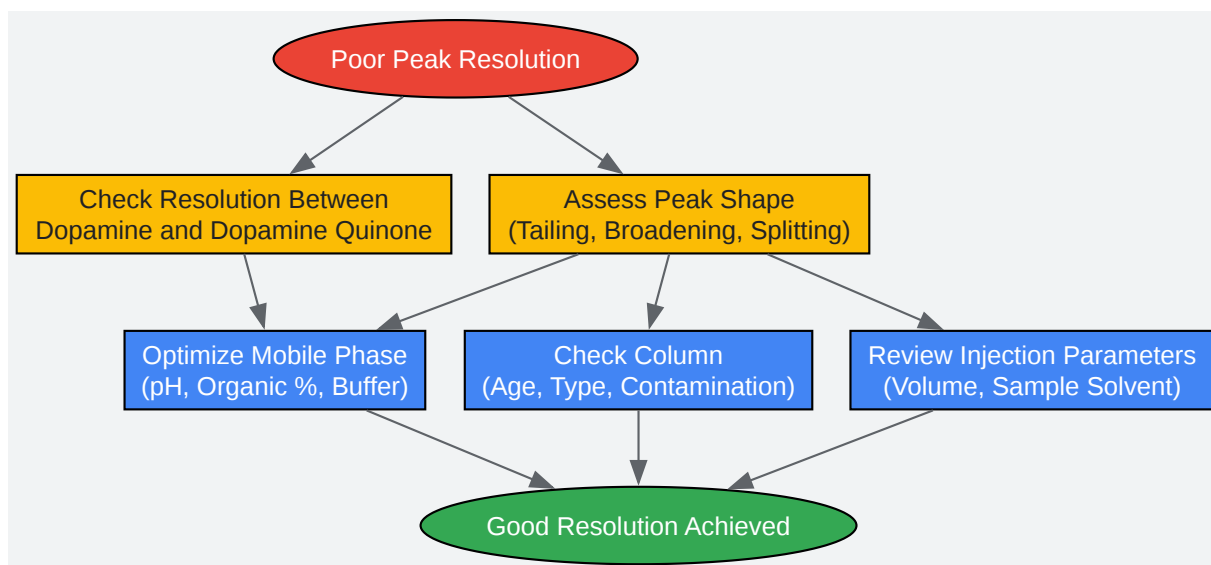 Poor Peak Resolution
Check Resolution Between
Dopamine and Dopamine Quinone
Assess Peak Shape
(Tailing, Broadening, Splitting)
Optimize Mobile Phase
(pH, Organic %, Buffer)
Check Column
(Age, Type, Contamination)
Review Injection Parameters
(Volume, Sample Solvent)
Good Resolution Achieved